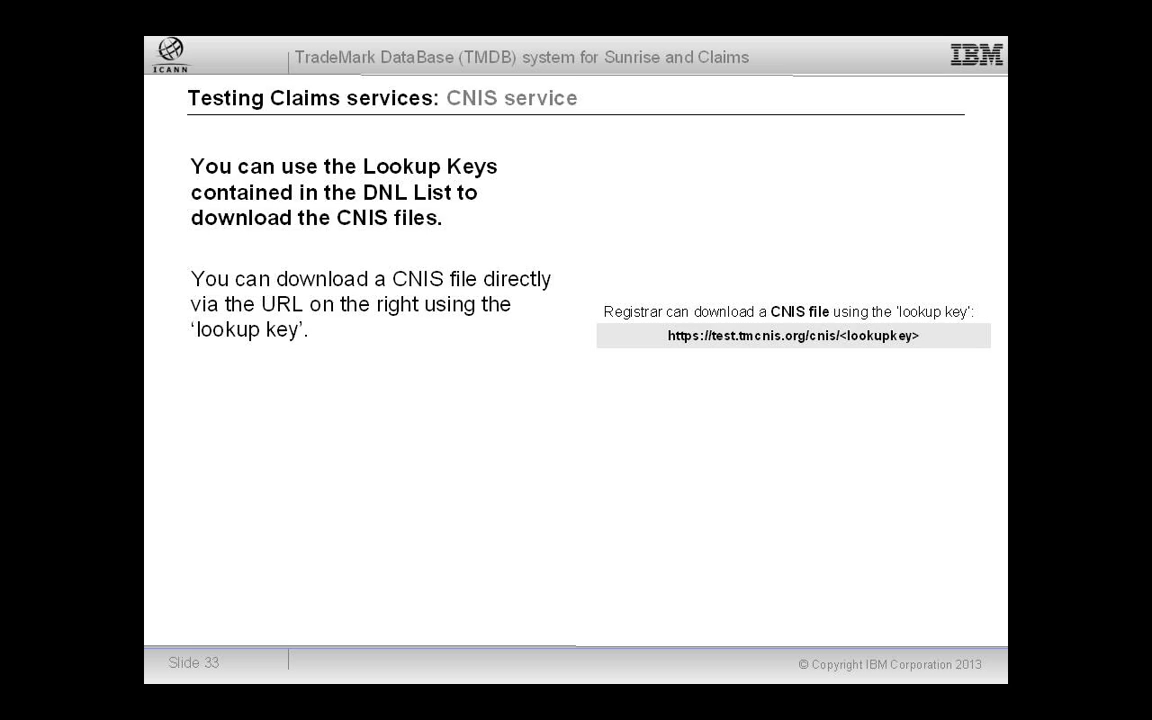 ICANN
TradeMark DataBase (TMDB) system for Sunrise and Claims
IBM
Testing Claims services: CNIS service
You can use the Lookup Keys
contained in the DNL List to
download the CNIS files.
You can download a CNIS file directly
via the URL on the right using the
‘lookup key’.
Registrar can download a CNIS file using the ‘lookup key’:
https://test.tmcnis.org/cnis/<lookupkey>
Slide 33
© Copyright IBM Corporation 2013